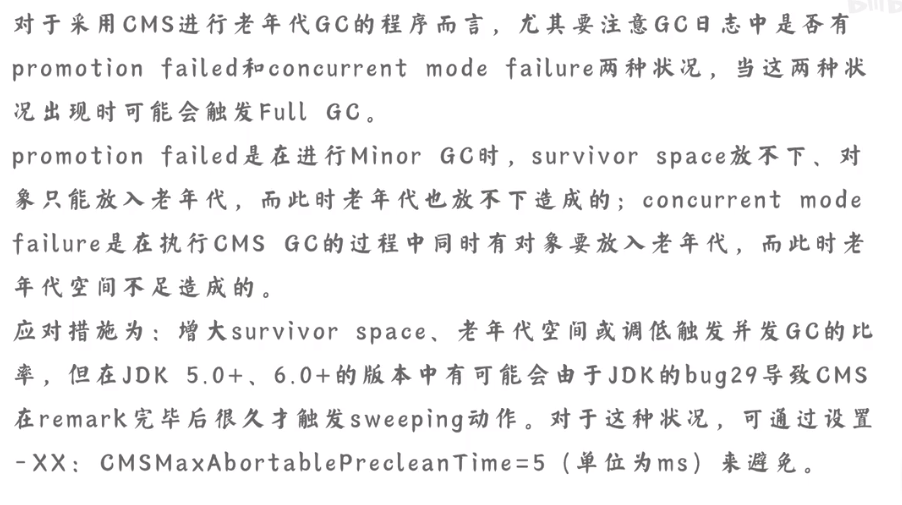 对于采用CMS进行老年代GC的程序而言，尤其要注意GC日志中是否有
promotion failed和concurrent mode failure两种状况，当这两种状
况出现时可能会触发Full GC。
promotion failed是在进行Minor GC时，survivor space放不下、对
象只能放入老年代，而此时老年代也放不下造成的；concurrent mode
failure是在执行CMS GC的过程中同时有对象要放入老年代，而此时老
年代空间不足造成的。
应对措施为：增大survivor space、老年代空间或调低触发并发GC的比
率，但在JDK 5.0+、6.0+的版本中有可能会由于JDK的bug29导致CMS
在remark完毕后很久才触发sweeping动作。对于这种状况，可通过设置
-XX：CMSMaxAbortablePrecleanTime=5（单位为ms）来避免。